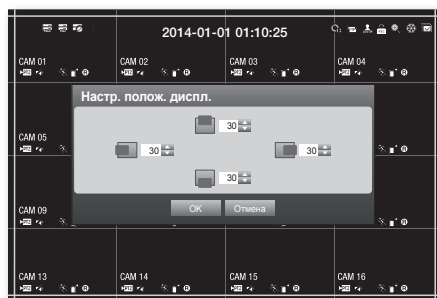 2014-01-01 01:10:25
CAM 01 CAM 02 CAM 03 CAM 04
Настр. полож. диспл.
30
CAM 05
30 30
30
OK Отмена
CAM 09
CAM 13 CAM 14 CAM 15 CAM 16